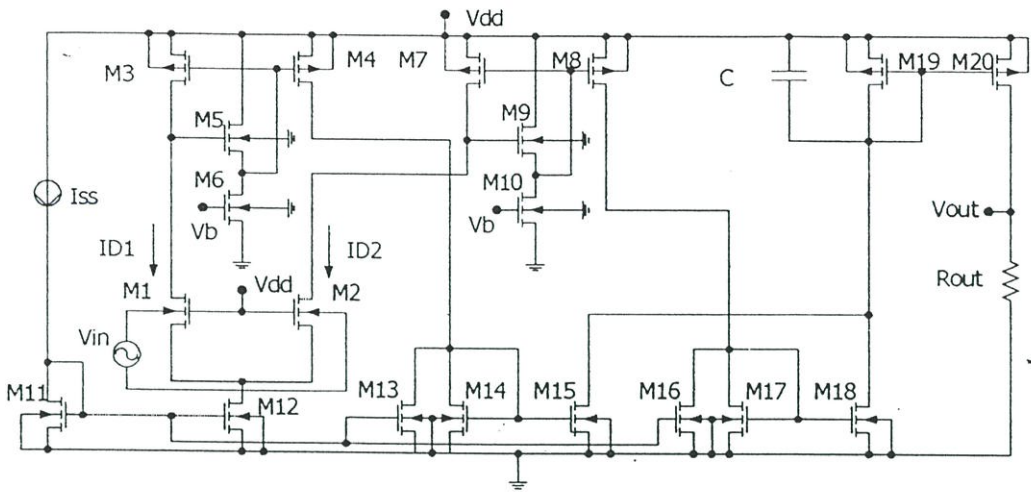 Vdd
M3
M4
M7
M8
C
M19
M20
M5
M9
M6
M10
Iss
Vb
Vb
Vout
ID1
ID2
Vdd
Rout
M1
M2
Vin
M11
M12
M13
M14
M15
M16
M17
M18